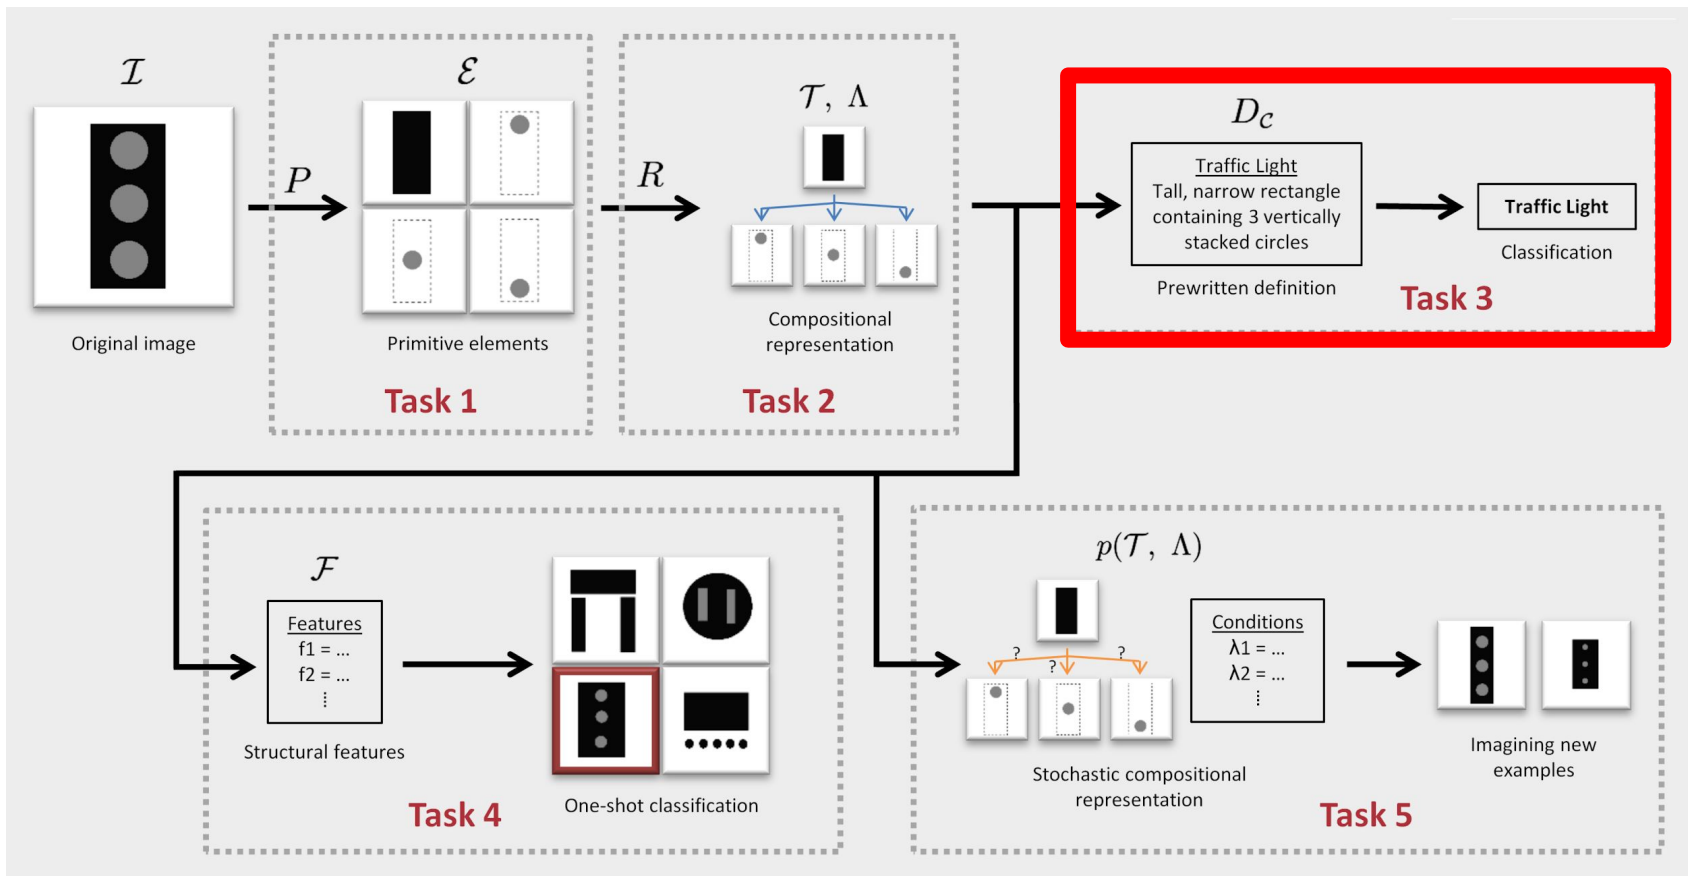 ℐ
Original image
P
ℰ
Primitive elements
Task 1
R
𝒯, Λ
Compositional
representation
Task 2
D𝒸
Traffic Light
Tall, narrow rectangle
containing 3 vertically
stacked circles
Prewritten definition
Traffic Light
Classification
Task 3
ℱ
Features
f1 = ...
f2 = ...
⋮
Structural features
One-shot classification
Task 4
p(𝒯, Λ)
? ? ?
Stochastic compositional
representation
Conditions
λ1 = ...
λ2 = ...
⋮
Imagining new
examples
Task 5